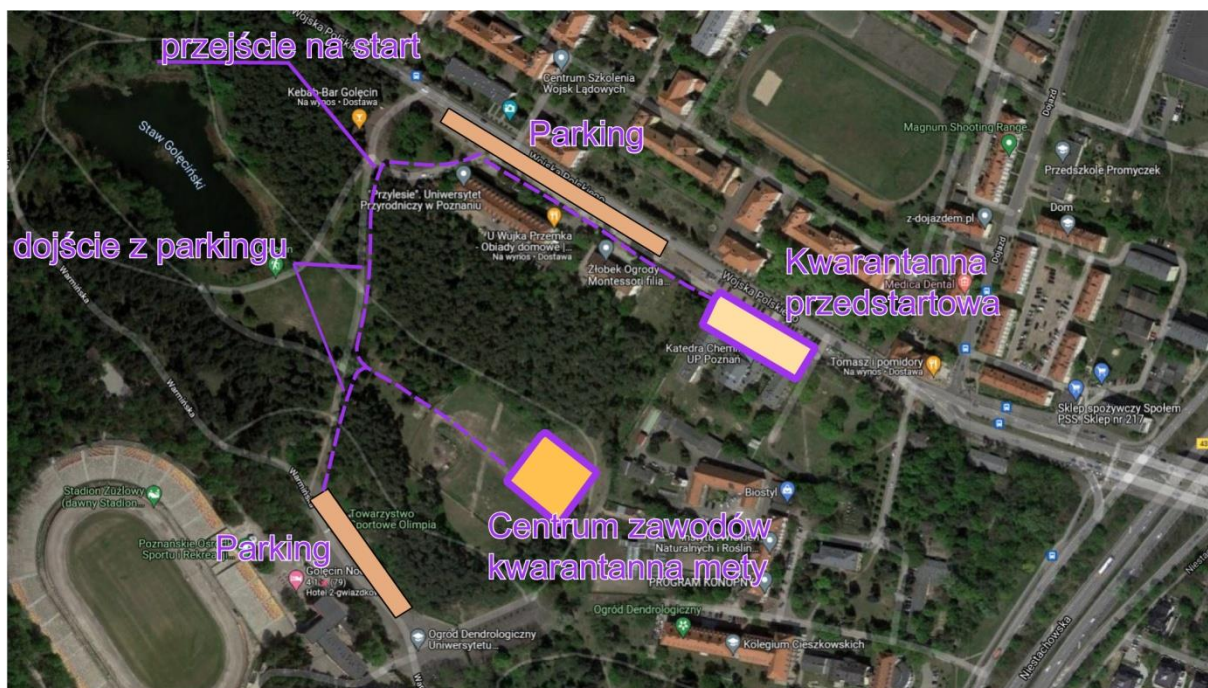 przejście na start
Wojska Polskiego
Centrum Szkolenia
Wojsk Lądowych
Kebab-Bar Golęcin
Na wynos • Dostawa
Parking
Magnum Shooting Range
Dojazd
Przedszkole Promyczek
Staw Golęciński
"Przylesie". Uniwersytet
Przyrodniczy w Poznaniu
z-dojazdem.pl
Dom
U Wujka Przemka
- Obiady domowe |...
Na wynos • Dostawa
dojście z parkingu
Żłobek Ogrody
Montessori filia...
Dojazd
Kwarantanna
Medica Dental
przedstartowa
Wojska Polskiego
Warmińska
Katedra Chemii
UP Poznań
Tomasz i pomidory
Na wynos • Dostawa
Warmińska
Sklep spożywczy Społem
PSS. Sklep nr 217
Stadion Żużlowy
(dawny Stadion...
Towarzystwo
Sportowe Olimpia
Biostyl
Centrum zawodów
Naturalnych i Roślin...
kwarantanna mety
PROGRAM KONOPNY
Poznańskie
Sportu i Rekreacji
Parking
Hotel 2-gwiazdkowy
Ogród Dendrologiczny
Ogród Dendrologiczny
Uniwersytetu...
Kolegium Cieszkowskich
Niestachowska